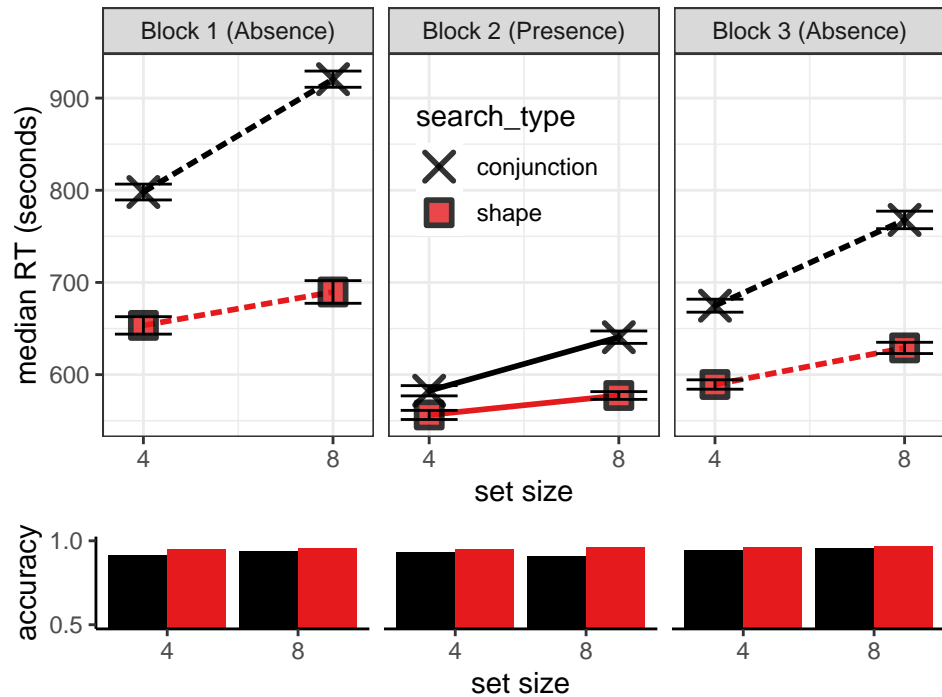 Block 1 (Absence)
Block 2 (Presence)
Block 3 (Absence)
median RT (seconds)
900
800
700
600
search_type
conjunction
shape
4
8
4
8
4
8
set size
accuracy
1.0
0.5
4
8
4
8
4
8
set size